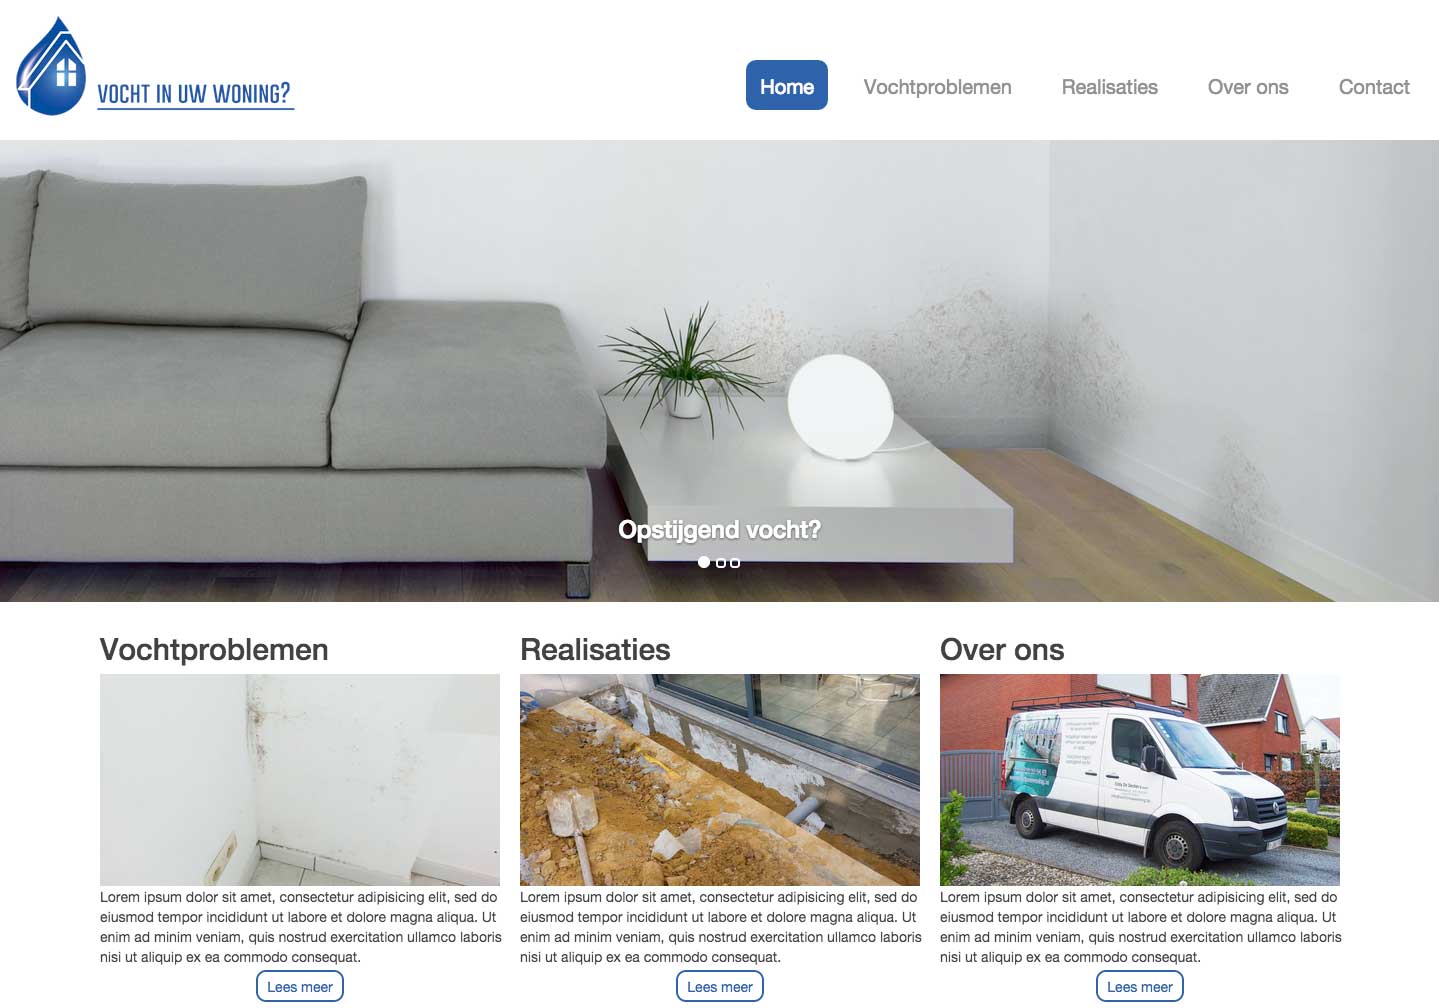 VOCHT IN UW WONING?
Home Vochtproblemen Realisaties Over ons Contact
Opstijgend vocht?
Vochtproblemen
Lorem ipsum dolor sit amet, consectetur adipisicing elit, sed do
eiusmod tempor incididunt ut labore et dolore magna aliqua. Ut
enim ad minim veniam, quis nostrud exercitation ullamco laboris
nisi ut aliquip ex ea commodo consequat.
Lees meer
Realisaties
Lorem ipsum dolor sit amet, consectetur adipisicing elit, sed do
eiusmod tempor incididunt ut labore et dolore magna aliqua. Ut
enim ad minim veniam, quis nostrud exercitation ullamco laboris
nisi ut aliquip ex ea commodo consequat.
Lees meer
Over ons
Lorem ipsum dolor sit amet, consectetur adipisicing elit, sed do
eiusmod tempor incididunt ut labore et dolore magna aliqua. Ut
enim ad minim veniam, quis nostrud exercitation ullamco laboris
nisi ut aliquip ex ea commodo consequat.
Lees meer